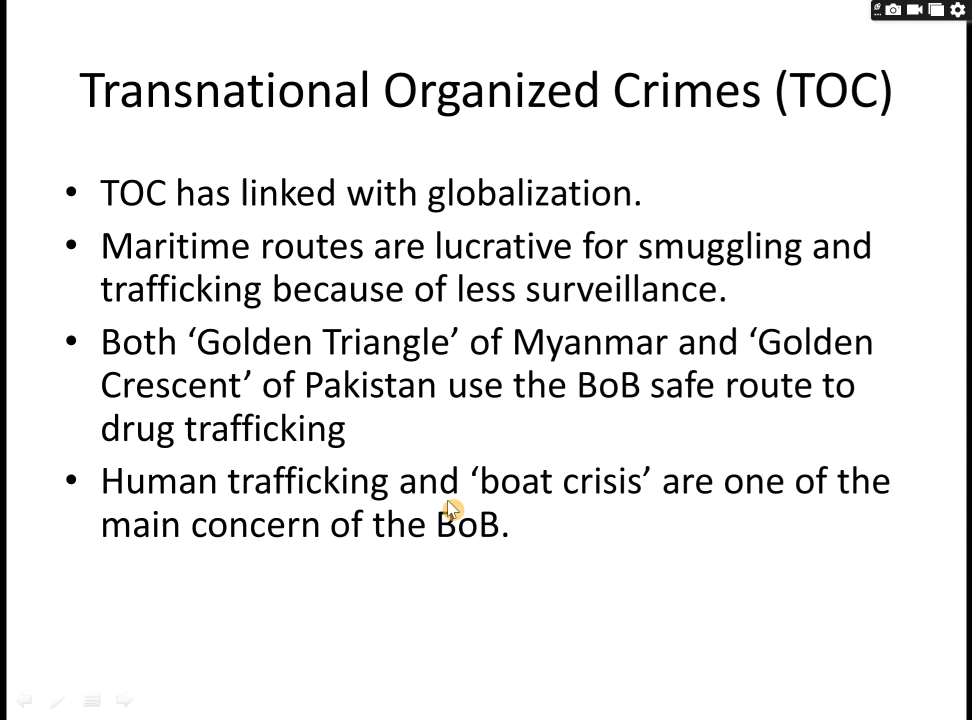 Transnational Organized Crimes (TOC)
• TOC has linked with globalization.
• Maritime routes are lucrative for smuggling and
trafficking because of less surveillance.
• Both ‘Golden Triangle’ of Myanmar and ‘Golden
Crescent’ of Pakistan use the BoB safe route to
drug trafficking
• Human trafficking and ‘boat crisis’ are one of the
main concern of the BoB.